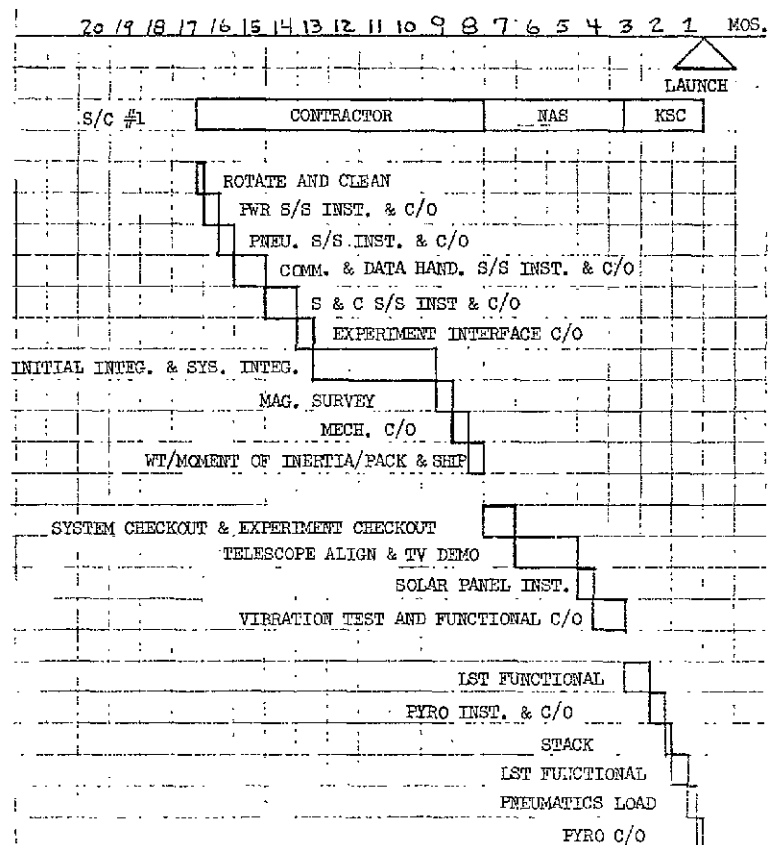 20 19 18 17 16 15 14 13 12 11 10 9 8 7 6 5 4 3 2 1 MOS.
LAUNCH
S/C #1 CONTRACTOR NAS KSC
ROTATE AND CLEAN
PWR S/S INST. & C/O
PNEU. S/S INST. & C/O
COMM. & DATA HAND. S/S INST. & C/O
S & C S/S INST & C/O
EXPERIMENT INTERFACE C/O
INITIAL INTEG. & SYS. INTEG.
MAG. SURVEY
MECH. C/O
WT/MOMENT OF INERTIA/PACK & SHIP
SYSTEM CHECKOUT & EXPERIMENT CHECKOUT
TELESCOPE ALIGN & TV DEMO
SOLAR PANEL INST.
VIBRATION TEST AND FUNCTIONAL C/O
LST FUNCTIONAL
PYRO INST. & C/O
STACK
LST FUNCTIONAL
PNEUMATICS LOAD
PYRO C/O